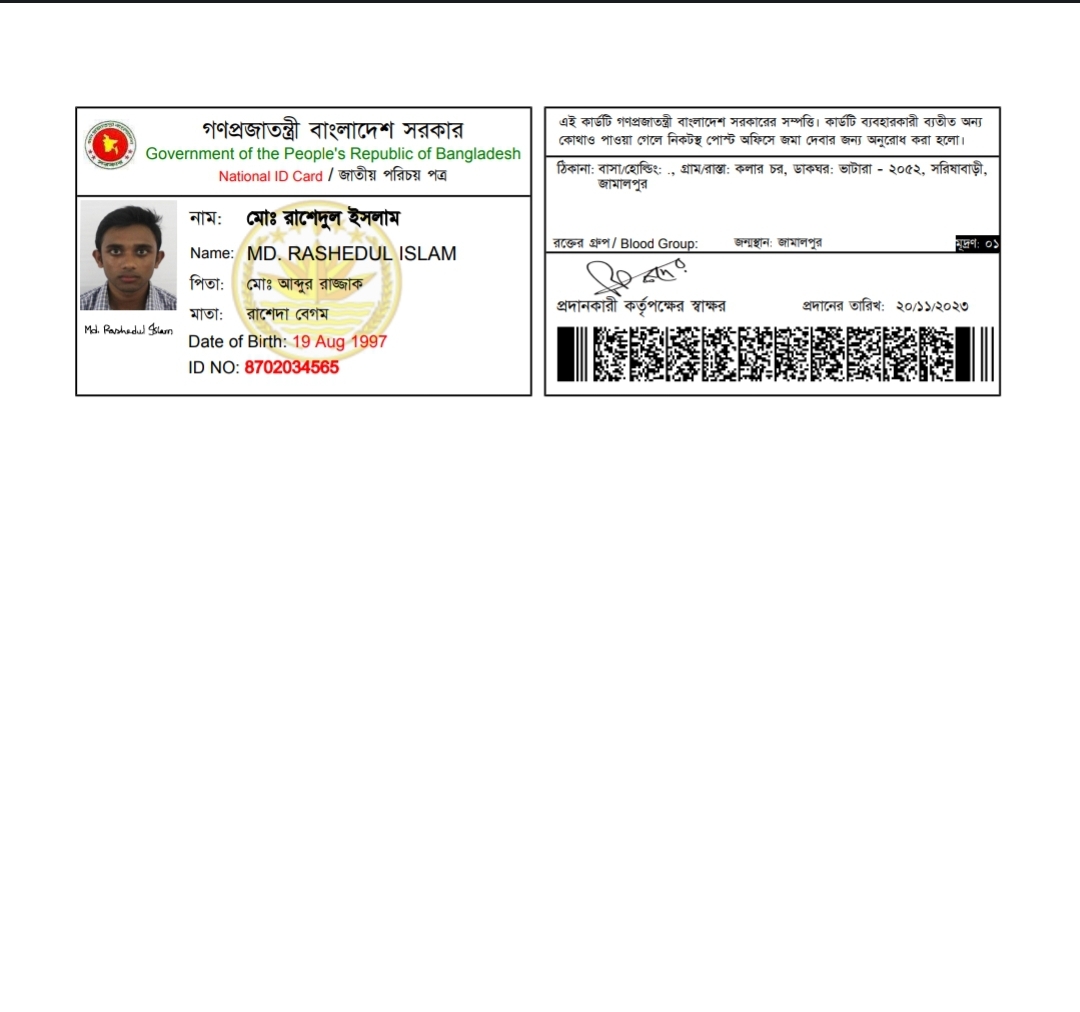 গণপ্রজাতন্ত্রী বাংলাদেশ সরকার
Government of the People's Republic of Bangladesh
National ID Card / জাতীয় পরিচয় পত্র
নাম: মোঃ রাশেদুল ইসলাম
Name: MD. RASHEDUL ISLAM
পিতা: মোঃ আব্দুর রাজ্জাক
মাতা: রাশেদা বেগম
Md. Rashedul Islam
Date of Birth: 19 Aug 1997
ID NO: 8702034565
এই কার্ডটি গণপ্রজাতন্ত্রী বাংলাদেশ সরকারের সম্পত্তি। কার্ডটি ব্যবহারকারী ব্যতীত অন্য
কোথাও পাওয়া গেলে নিকটস্থ পোস্ট অফিসে জমা দেবার জন্য অনুরোধ করা হলো।
ঠিকানা: বাসা/হোল্ডিং: ., গ্রাম/রাস্তা: কলার চর, ডাকঘর: ভাটারা - ২০৫২, সরিষাবাড়ী,
জামালপুর
রক্তের গ্রুপ / Blood Group: জন্মস্থান: জামালপুর মূদ্রণ: ০১
প্রদানকারী কর্তৃপক্ষের স্বাক্ষর প্রদানের তারিখ: ২০/১১/২০২৩